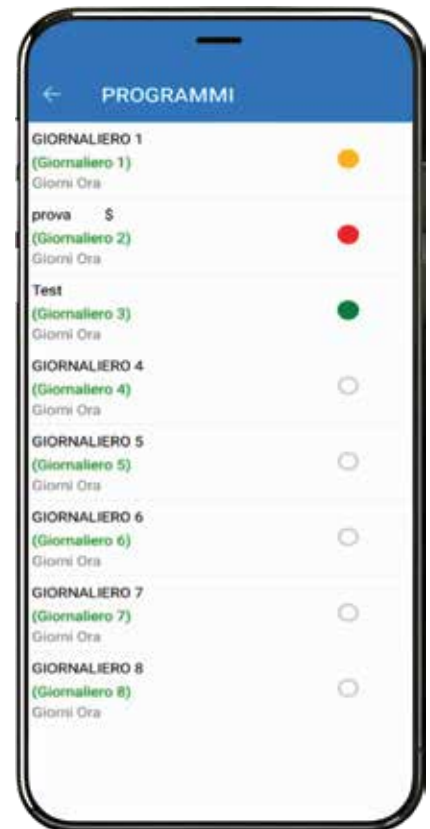 PROGRAMMI
GIORNALIERO 1
(Giornaliero 1)
Giorni Ora
prova $
(Giornaliero 2)
Giorni Ora
Test
(Giornaliero 3)
Giorni Ora
GIORNALIERO 4
(Giornaliero 4)
Giorni Ora
GIORNALIERO 5
(Giornaliero 5)
Giorni Ora
GIORNALIERO 6
(Giornaliero 6)
Giorni Ora
GIORNALIERO 7
(Giornaliero 7)
Giorni Ora
GIORNALIERO 8
(Giornaliero 8)
Giorni Ora